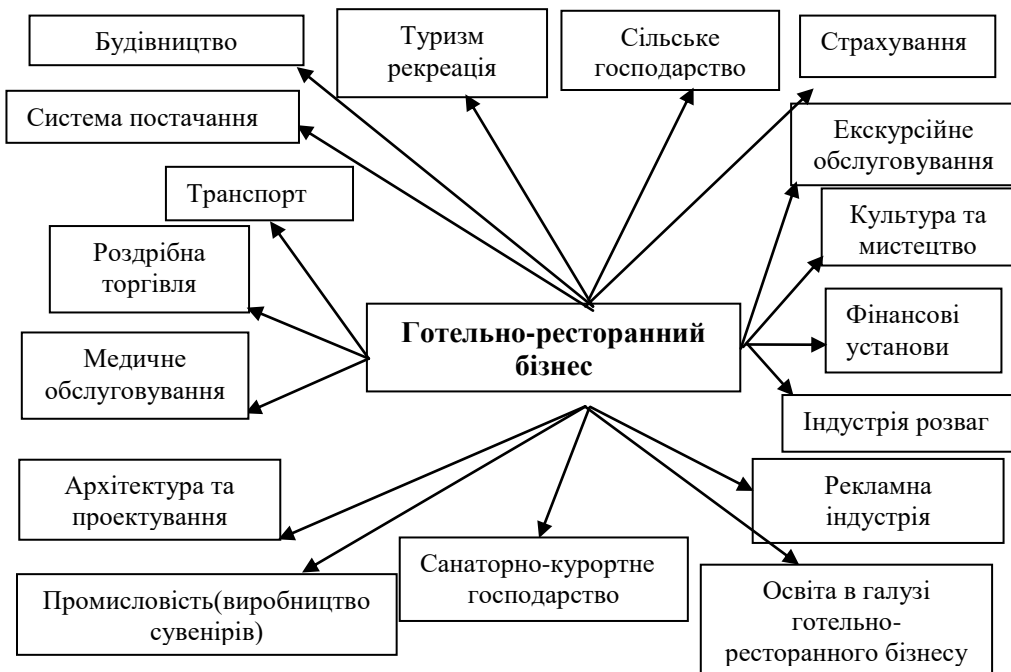 Будівництво
Туризм
рекреація
Сільське
господарство
Страхування
Система постачання
Екскурсійне
обслуговування
Транспорт
Культура та
мистецтво
Роздрібна
торгівля
Готельно-ресторанний
бізнес
Фінансові
установи
Медичне
обслуговування
Індустрія розваг
Архітектура та
проектування
Рекламна
індустрія
Санаторно-курортне
господарство
Промисловість(виробництво
сувенірів)
Освіта в галузі
готельно-
ресторанного бізнесу